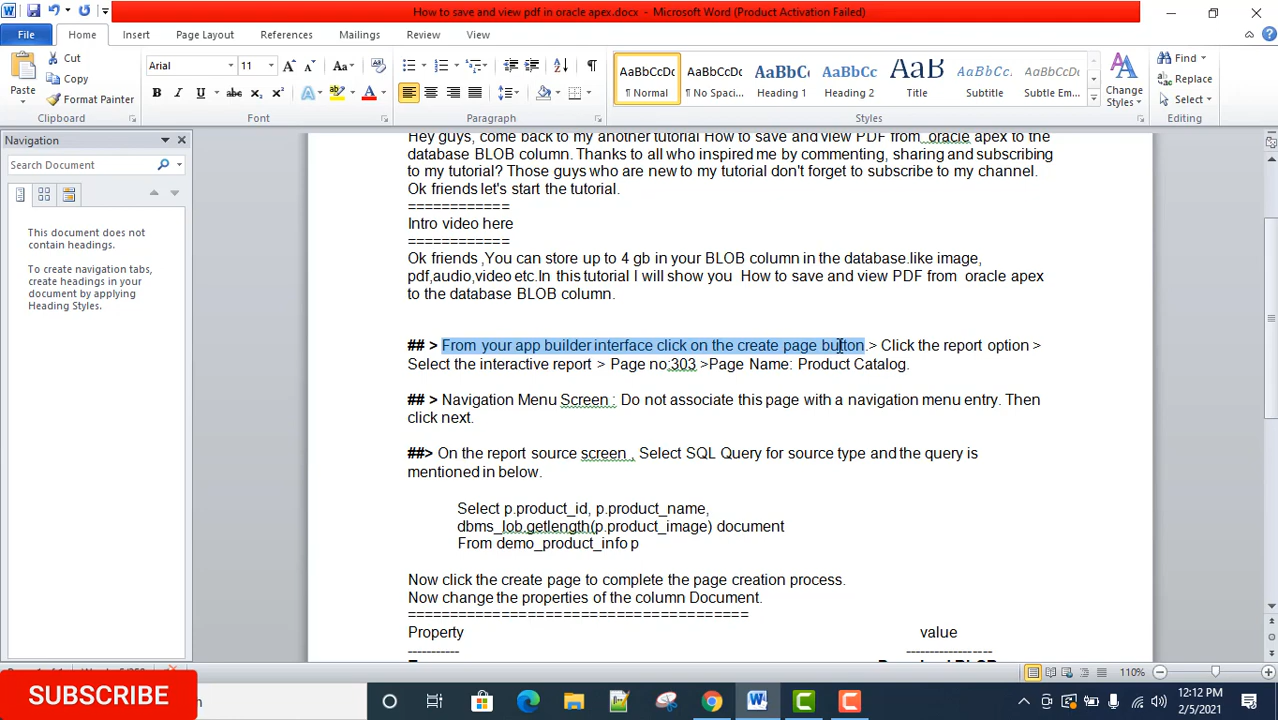 How to save and view pdf in oracle apex.docx - Microsoft Word (Product Activation Failed)
File Home Insert Page Layout References Mailings Review View
Paste
Cut
Copy
Format Painter
Clipboard
Arial 11
Font
Paragraph
AaBbCcDc AaBbCcDc AaBbCc AaBbCc AaB AaBbCcL AaBbCcDc
¶ Normal ¶ No Spaci... Heading 1 Heading 2 Title Subtitle Subtle Em...
Change Styles
Styles
Find
Replace
Select
Editing
Navigation
Search Document
This document does not
contain headings.
To create navigation tabs,
create headings in your
document by applying
Heading Styles.
Hey guys, come back to my another tutorial How to save and view PDF from oracle apex to the
database BLOB column. Thanks to all who inspired me by commenting, sharing and subscribing
to my tutorial? Those guys who are new to my tutorial don't forget to subscribe to my channel.
Ok friends let's start the tutorial.
============
Intro video here
============
Ok friends ,You can store up to 4 gb in your BLOB column in the database.like image,
pdf,audio,video etc.In this tutorial I will show you How to save and view PDF from oracle apex
to the database BLOB column.
## > From your app builder interface click on the create page button.> Click the report option >
Select the interactive report > Page no:303 >Page Name: Product Catalog.
## > Navigation Menu Screen : Do not associate this page with a navigation menu entry. Then
click next.
##> On the report source screen , Select SQL Query for source type and the query is
mentioned in below.
Select p.product_id, p.product_name,
dbms_lob.getlength(p.product_image) document
From demo_product_info p
Now click the create page to complete the page creation process.
Now change the properties of the column Document.
=====================================
Property value
----------- ------------------
110%
SUBSCRIBE
12:12 PM
2/5/2021